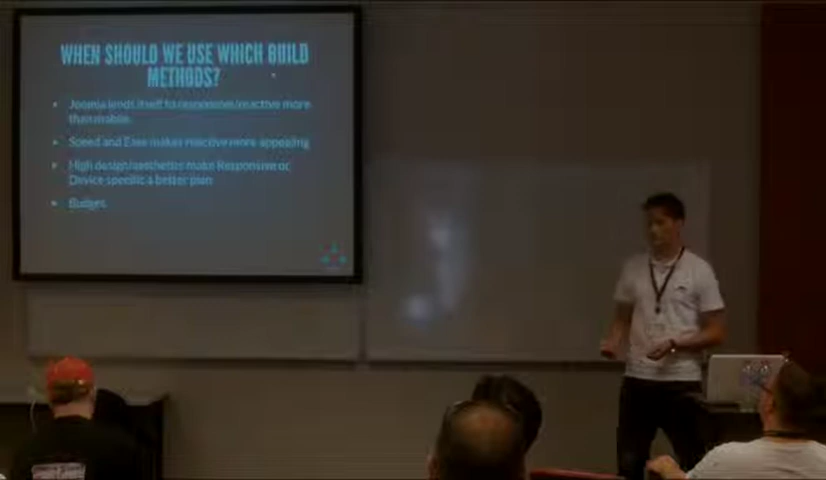 WHEN SHOULD WE USE WHICH BUILD
METHODS?
Joomla lends itself to responsive/reactive more
than mobile.
Speed and Ease makes reactive more appealing
High design/aesthetics make Responsive or
Device specific a better plan
Budget